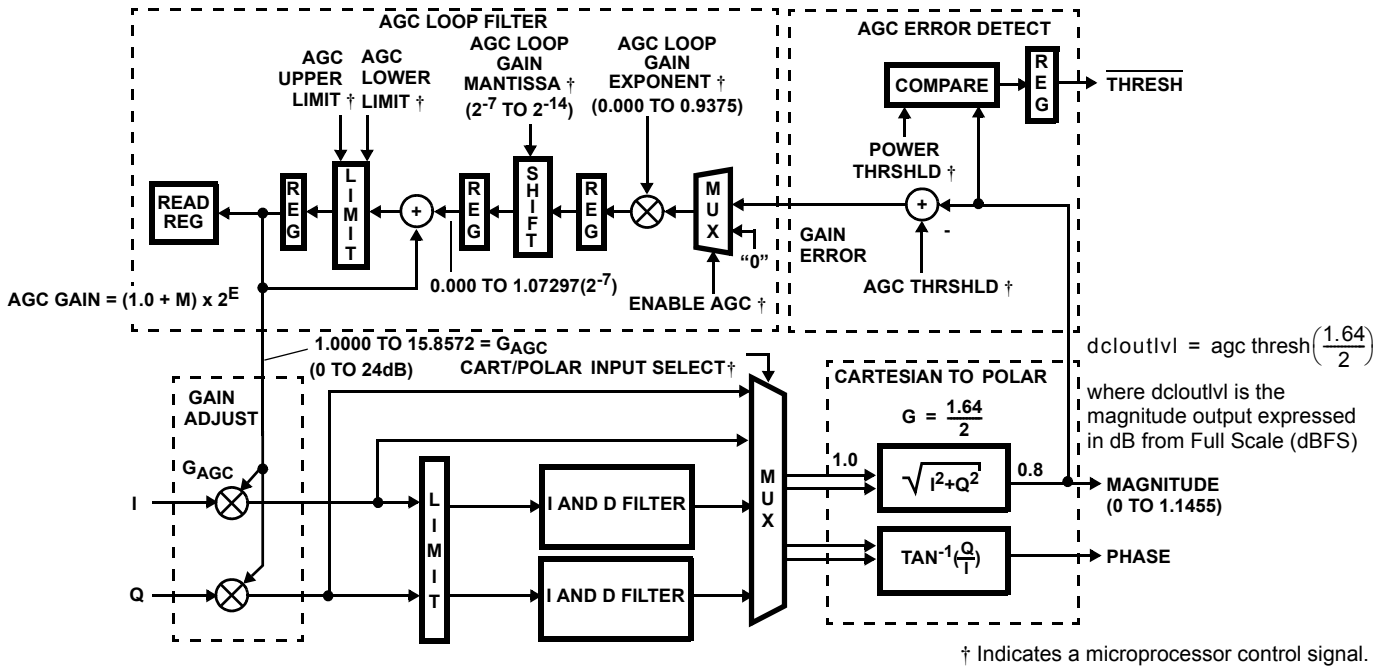 AGC LOOP FILTER
AGC ERROR DETECT
AGC
UPPER
LIMIT †
AGC
LOWER
LIMIT †
AGC LOOP
GAIN
MANTISSA †
(2⁻⁷ TO 2⁻¹⁴)
AGC LOOP
GAIN
EXPONENT †
(0.000 TO 0.9375)
COMPARE
REG
THRESH
POWER
THRSHLD †
READ
REG
REG
LIMIT
+
REG
SHIFT
REG
MUX
+
-
"0"
GAIN
ERROR
AGC THRSHLD †
0.000 TO 1.07297(2⁻⁷)
ENABLE AGC †
AGC GAIN = (1.0 + M) x 2ᴱ
1.0000 TO 15.8572 = GAGC
(0 TO 24dB)
CART/POLAR INPUT SELECT†
GAIN
ADJUST
GAGC
I
Q
LIMIT
I AND D FILTER
I AND D FILTER
MUX
CARTESIAN TO POLAR
G = 1.64/2
1.0
√I²+Q²
0.8
TAN⁻¹(Q/I)
dcloutlvl = agc thresh(1.64/2)
where dcloutlvl is the
magnitude output expressed
in dB from Full Scale (dBFS)
MAGNITUDE
(0 TO 1.1455)
PHASE
† Indicates a microprocessor control signal.